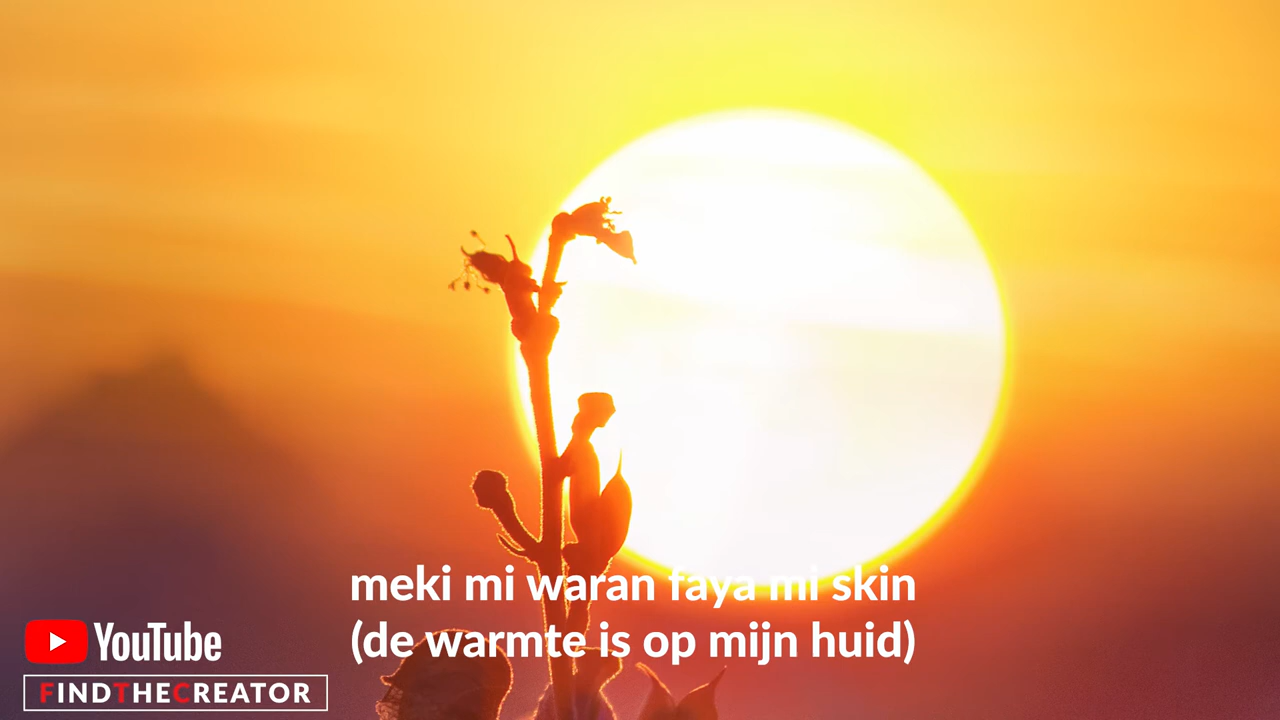 meki mi waran faya mi skin
(de warmte is op mijn huid)
YouTube
FINDTHECREATOR